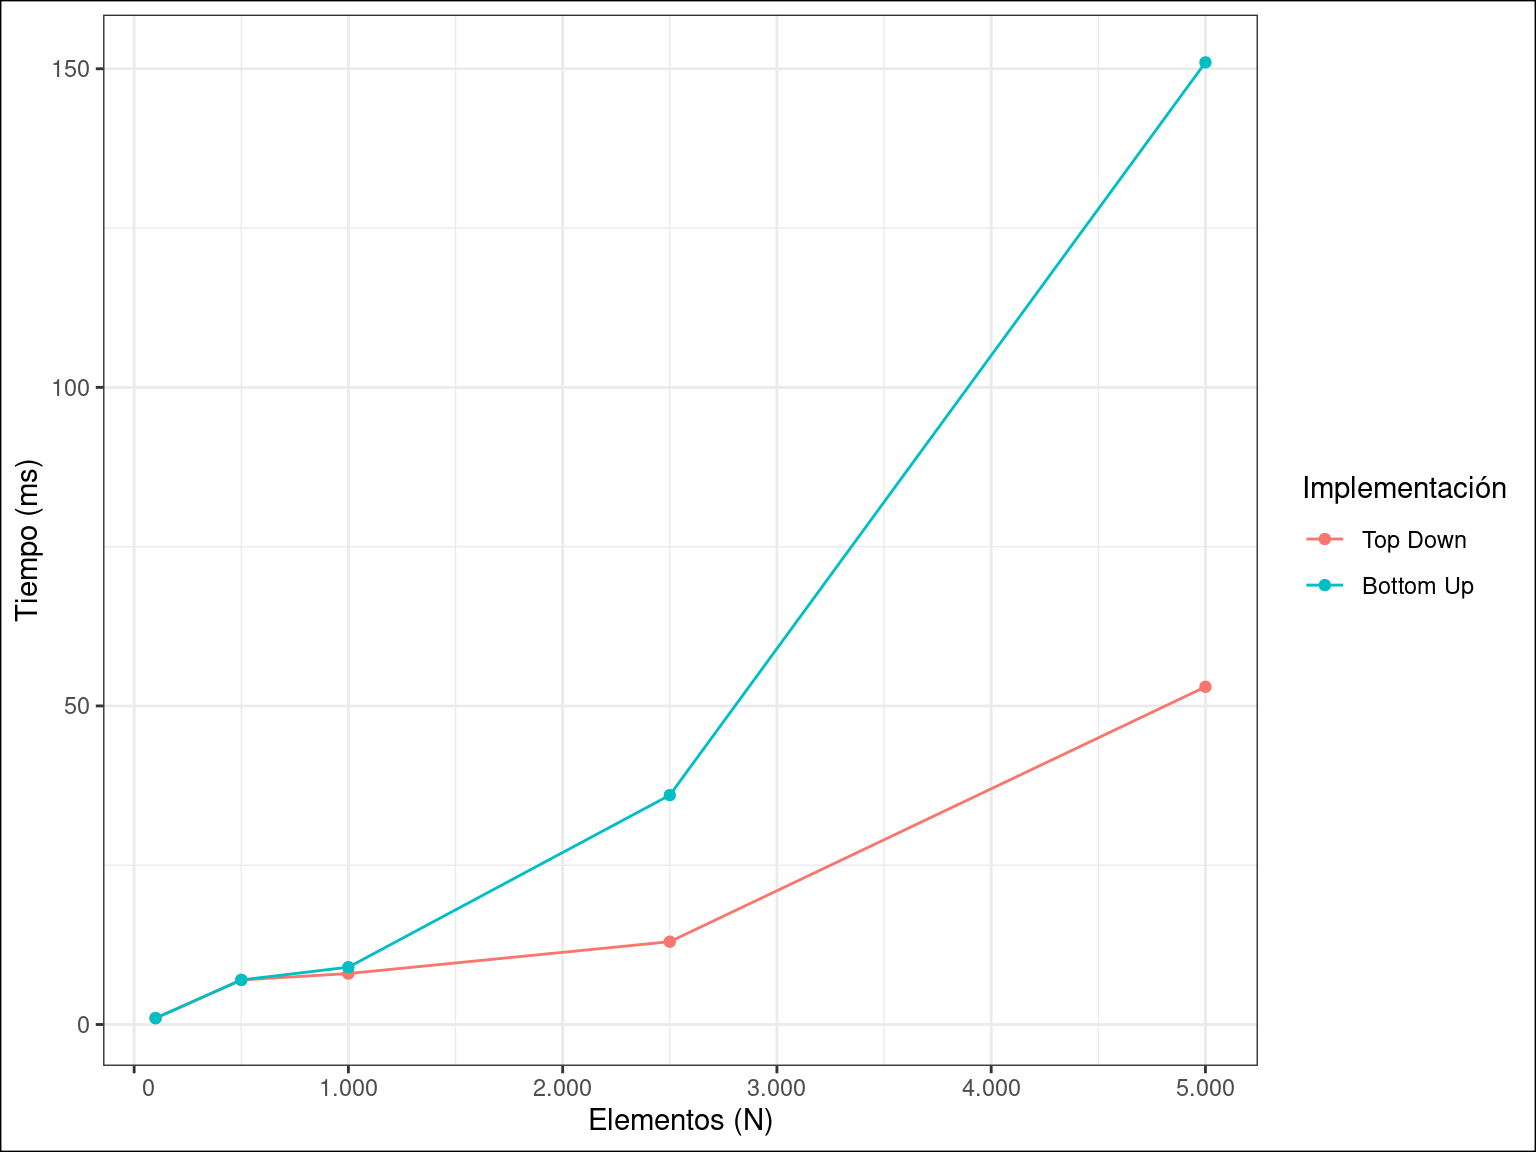 150
100
50
0
Tiempo (ms)
0 1.000 2.000 3.000 4.000 5.000
Elementos (N)
Implementación
Top Down
Bottom Up